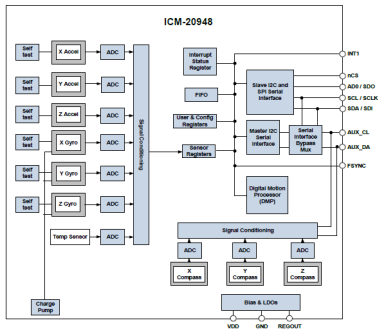 ICM-20948
Self test
X Accel
ADC
Self test
Y Accel
ADC
Self test
Z Accel
ADC
Self test
X Gyro
ADC
Self test
Y Gyro
ADC
Self test
Z Gyro
ADC
Temp Sensor
ADC
Charge Pump
Signal Conditioning
Interrupt Status Register
FIFO
User & Config Registers
Sensor Registers
Slave I2C and SPI Serial Interface
Master I2C Serial Interface
Serial Interface Bypass Mux
Digital Motion Processor (DMP)
INT1
nCS
AD0 / SDO
SCL / SCLK
SDA / SDI
AUX_CL
AUX_DA
FSYNC
Signal Conditioning
ADC
ADC
ADC
X Compass
Y Compass
Z Compass
Bias & LDOs
VDD
GND
REGOUT